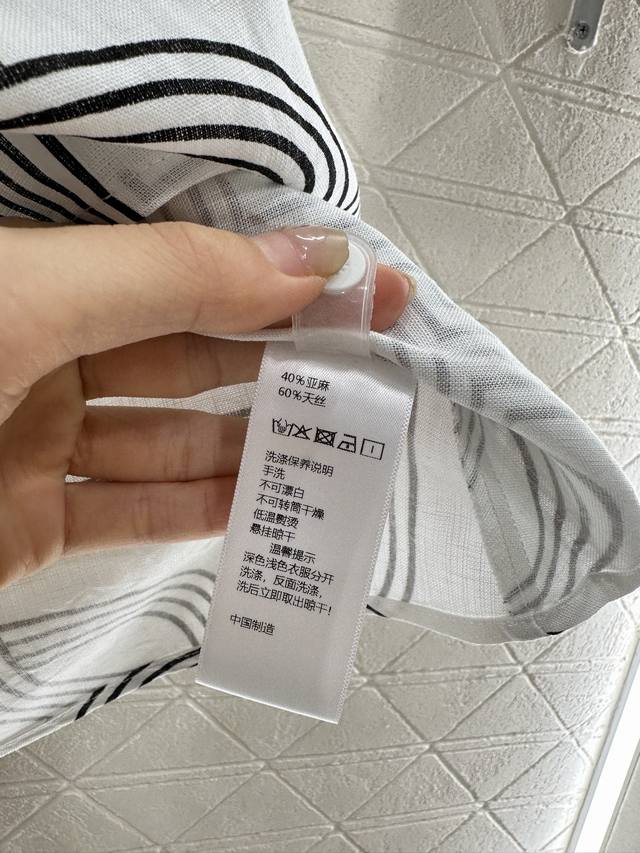 40%亚麻
60%天丝
洗涤保养说明
手洗
不可漂白
不可转筒干燥
低温熨烫
悬挂晾干
温馨提示
深色浅色衣服分开
洗涤，反面洗涤，
洗后立即取出晾干！
中国制造